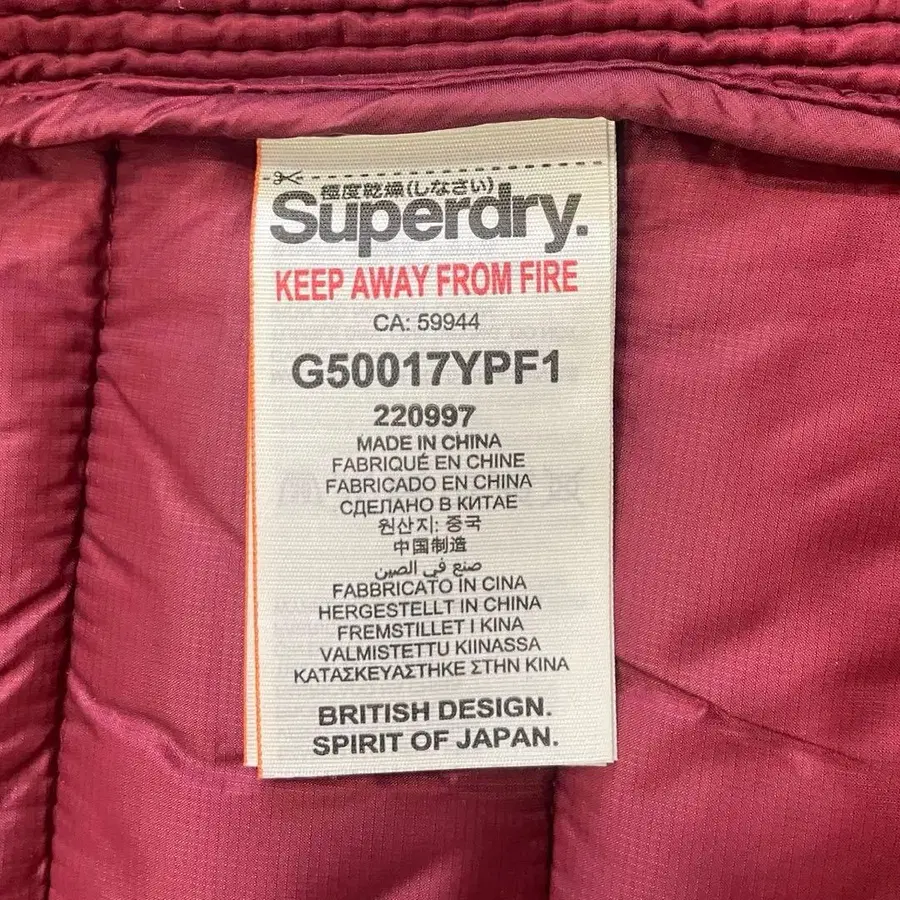 極度乾燥(しなさい)
Superdry.
KEEP AWAY FROM FIRE
CA: 59944
G50017YPF1
220997
MADE IN CHINA
FABRIQUÉ EN CHINE
FABRICADO EN CHINA
СДЕЛАНО В КИТАЕ
원산지: 중국
中国制造
صنع في الصين
FABBRICATO IN CINA
HERGESTELLT IN CHINA
FREMSTILLET I KINA
VALMISTETTU KIINASSA
ΚΑΤΑΣΚΕΥΑΣΤΗΚΕ ΣΤΗΝ ΚΙΝΑ
BRITISH DESIGN.
SPIRIT OF JAPAN.